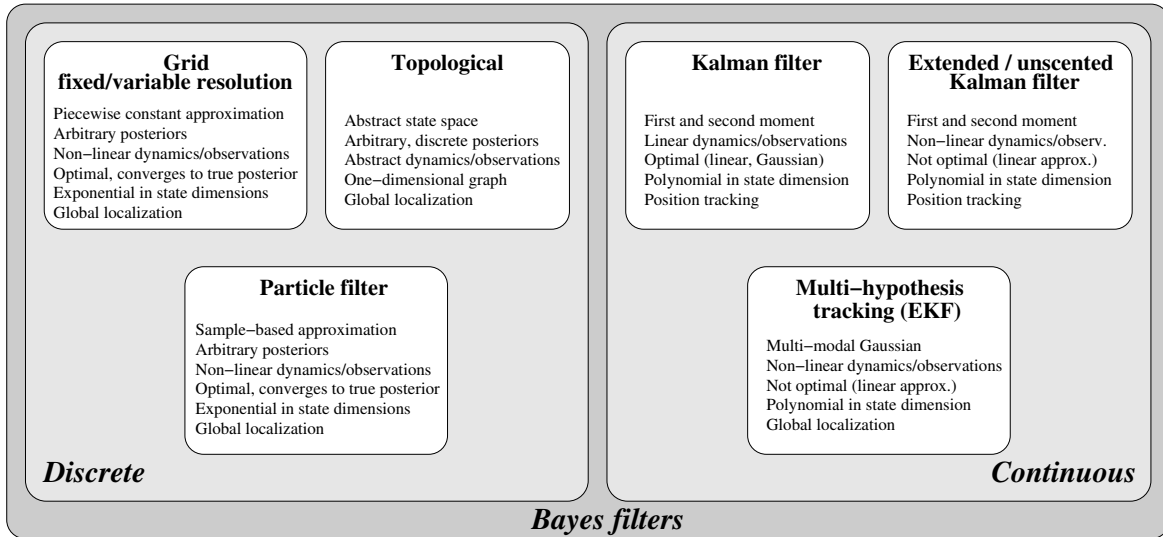 Grid
fixed/variable resolution
Piecewise constant approximation
Arbitrary posteriors
Non−linear dynamics/observations
Optimal, converges to true posterior
Exponential in state dimensions
Global localization
Topological
Abstract state space
Arbitrary, discrete posteriors
Abstract dynamics/observations
One−dimensional graph
Global localization
Particle filter
Sample−based approximation
Arbitrary posteriors
Non−linear dynamics/observations
Optimal, converges to true posterior
Exponential in state dimensions
Global localization
Discrete
Kalman filter
First and second moment
Linear dynamics/observations
Optimal (linear, Gaussian)
Polynomial in state dimension
Position tracking
Extended / unscented
Kalman filter
First and second moment
Non−linear dynamics/observ.
Not optimal (linear approx.)
Polynomial in state dimension
Position tracking
Multi−hypothesis
tracking (EKF)
Multi−modal Gaussian
Non−linear dynamics/observations
Not optimal (linear approx.)
Polynomial in state dimension
Global localization
Continuous
Bayes filters